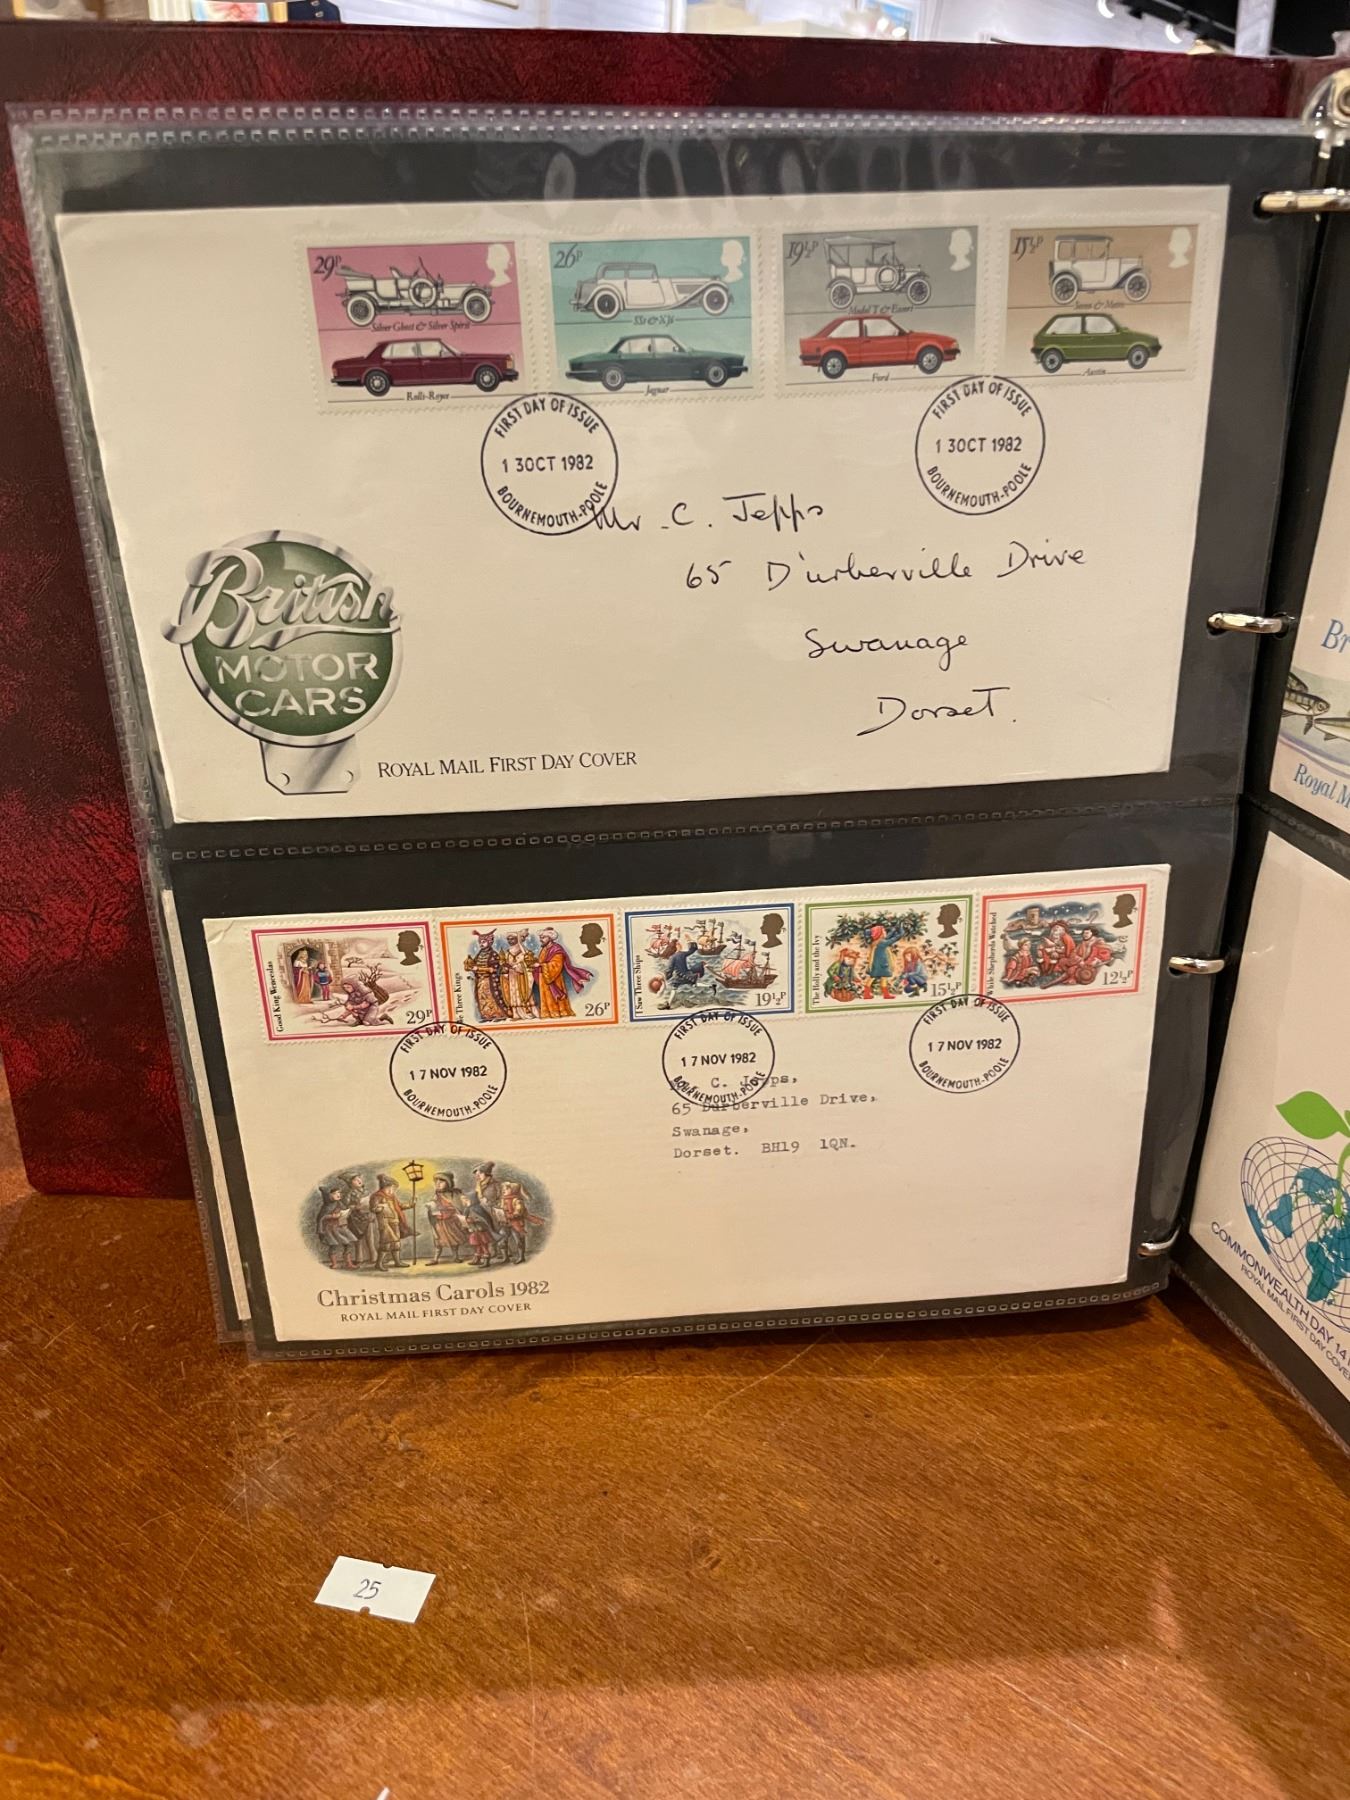 29P
Silver Ghost & Silver Spirit
Rolls-Royce
26P
SS1 & XJ6
Jaguar
19½P
Model T & Escort
Ford
15½P
Seven & Metro
Austin
FIRST DAY OF ISSUE
13OCT 1982
BOURNEMOUTH-POOLE
FIRST DAY OF ISSUE
13OCT 1982
BOURNEMOUTH-POOLE
Mr. C. Jepps
65 D'urberville Drive
Swanage
Dorset.
British
MOTOR
CARS
ROYAL MAIL FIRST DAY COVER
Good King Wenceslas
29P
Three Kings
26P
I Saw Three Ships
19½P
The Holly and the Ivy
15½P
While Shepherds Watched
12½P
FIRST DAY OF ISSUE
17 NOV 1982
BOURNEMOUTH-POOLE
FIRST DAY OF ISSUE
17 NOV 1982
BOURNEMOUTH-POOLE
FIRST DAY OF ISSUE
17 NOV 1982
BOURNEMOUTH-POOLE
C. Jepps,
65 Durberville Drive,
Swanage,
Dorset. BH19 1QN.
Christmas Carols 1982
ROYAL MAIL FIRST DAY COVER
Br
Royal M
COMMONWEALTH DAY, 14
ROYAL MAIL FIRST DAY COVER
25